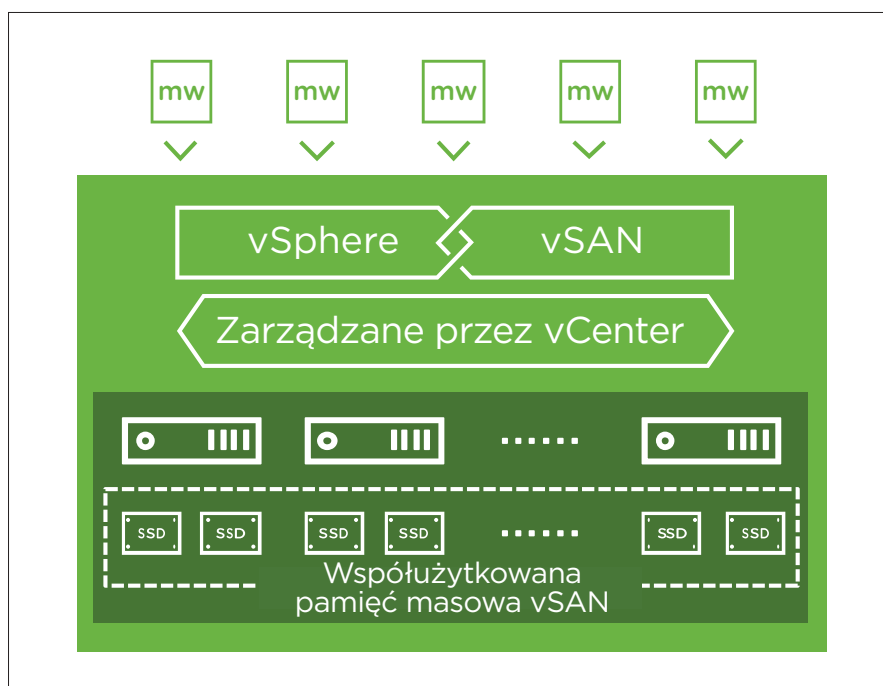 mw mw mw mw mw
vSphere vSAN
Zarządzane przez vCenter
SSD SSD SSD SSD SSD SSD
Współużytkowana
pamięć masowa vSAN